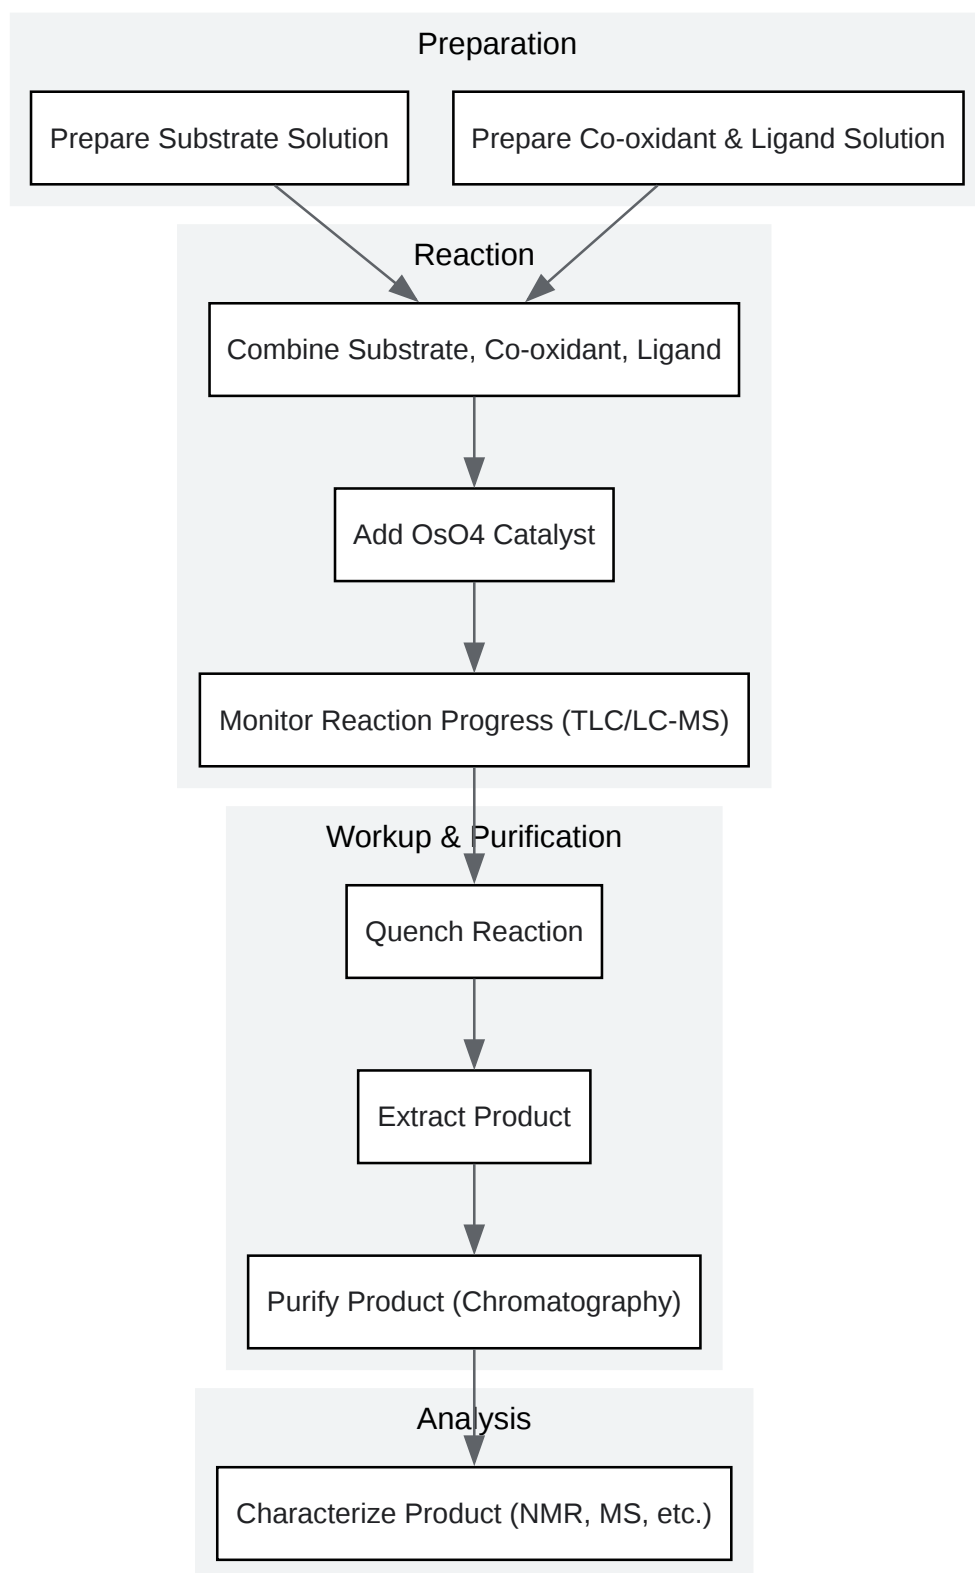 Preparation
Prepare Substrate Solution
Prepare Co-oxidant & Ligand Solution
Reaction
Combine Substrate, Co-oxidant, Ligand
Add OsO4 Catalyst
Monitor Reaction Progress (TLC/LC-MS)
Workup & Purification
Quench Reaction
Extract Product
Purify Product (Chromatography)
Analysis
Characterize Product (NMR, MS, etc.)